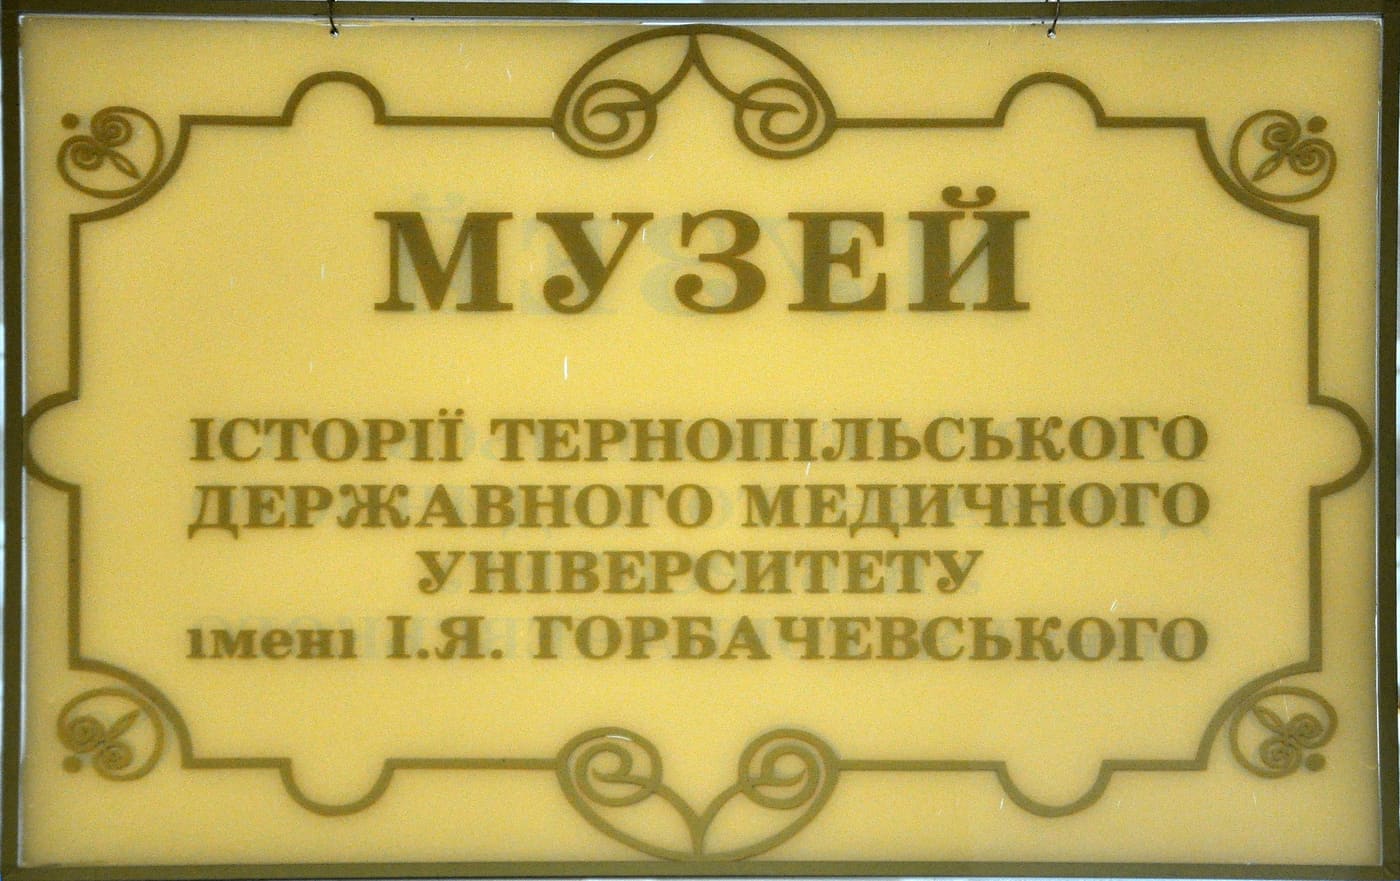 МУЗЕЙ
ІСТОРІЇ ТЕРНОПІЛЬСЬКОГО
ДЕРЖАВНОГО МЕДИЧНОГО
УНІВЕРСИТЕТУ
імені І.Я. ГОРБАЧЕВСЬКОГО